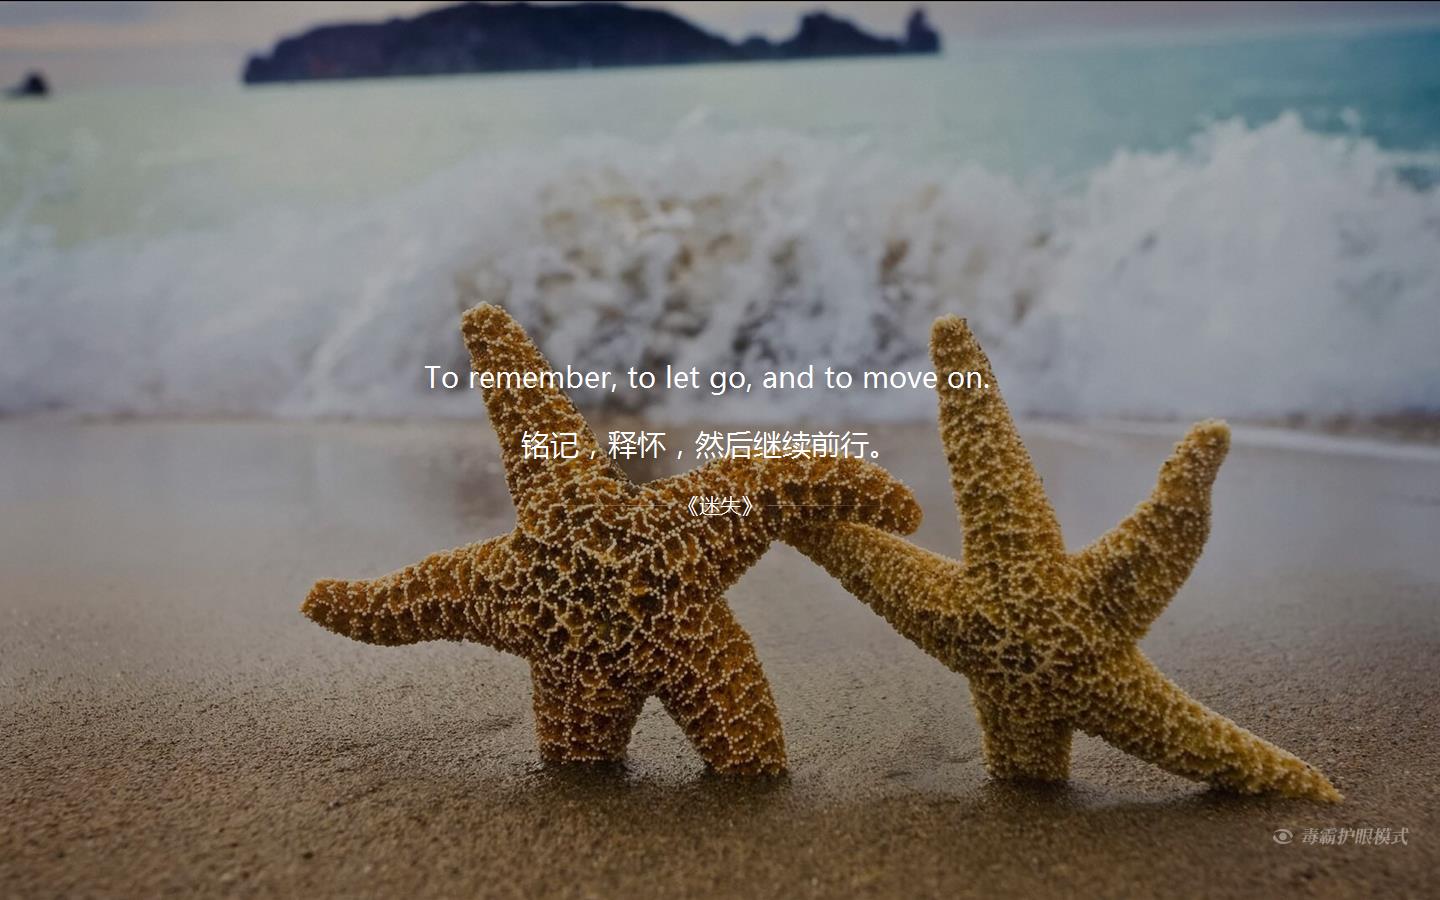 To remember, to let go, and to move on.
铭记，释怀，然后继续前行。
《迷失》
毒霸护眼模式